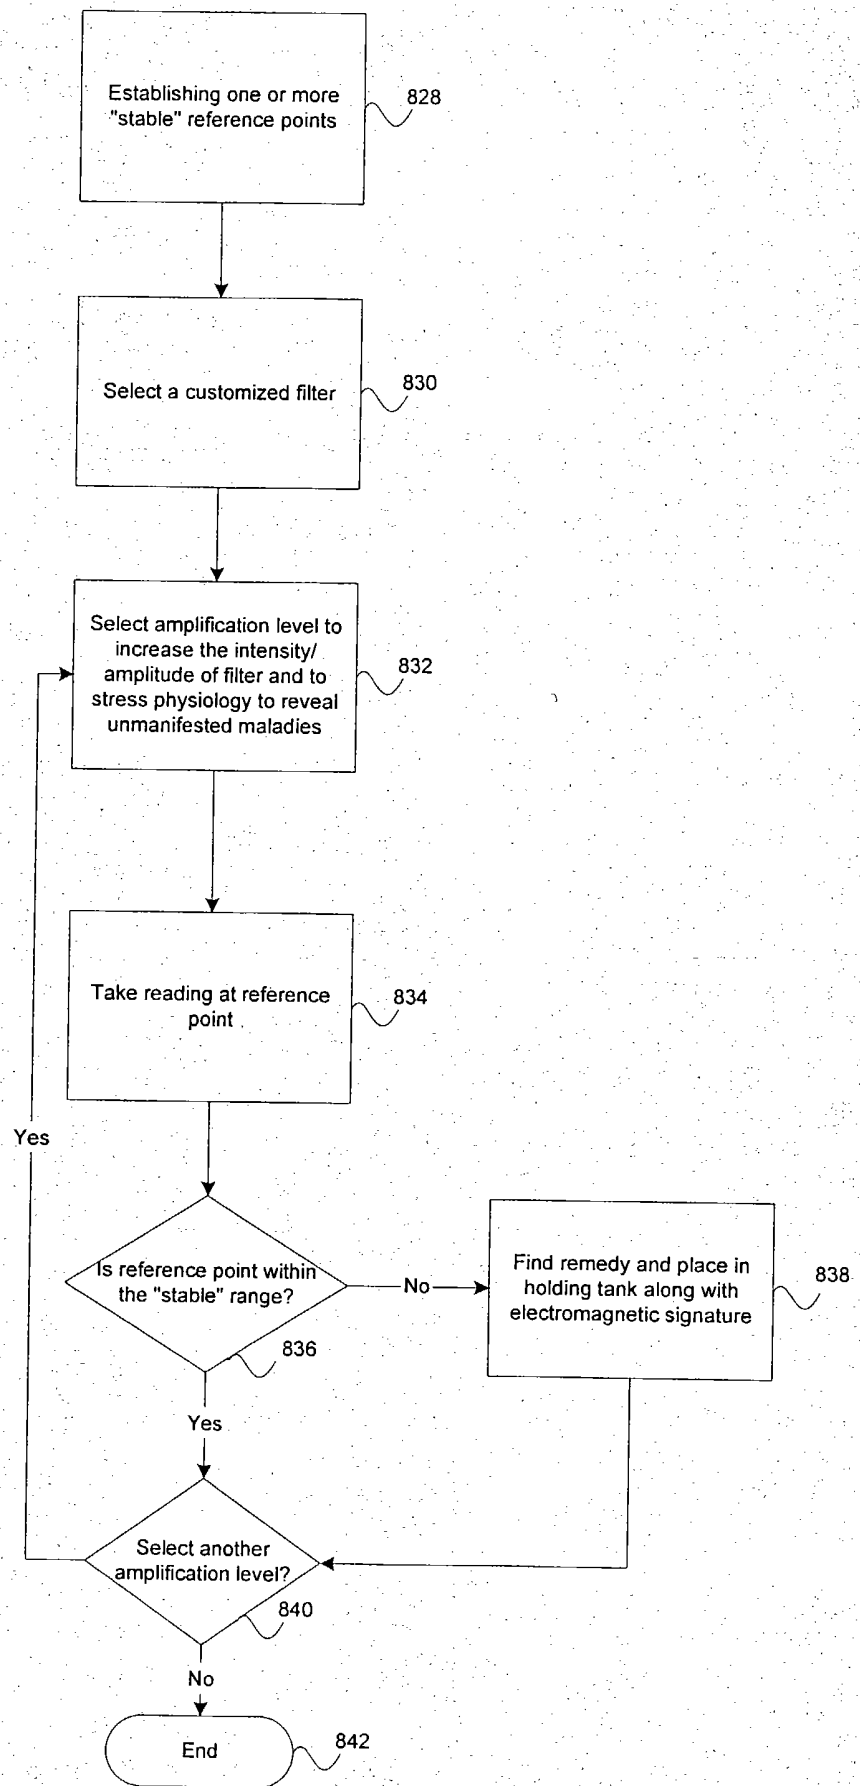 Establishing one or more
"stable" reference points
828
Select a customized filter
830
Select amplification level to
increase the intensity/
amplitude of filter and to
stress physiology to reveal
unmanifested maladies
832
Take reading at reference
point
834
Yes
Is reference point within
the "stable" range?
836
No
Find remedy and place in
holding tank along with
electromagnetic signature
838
Yes
Select another
amplification level?
840
No
End
842